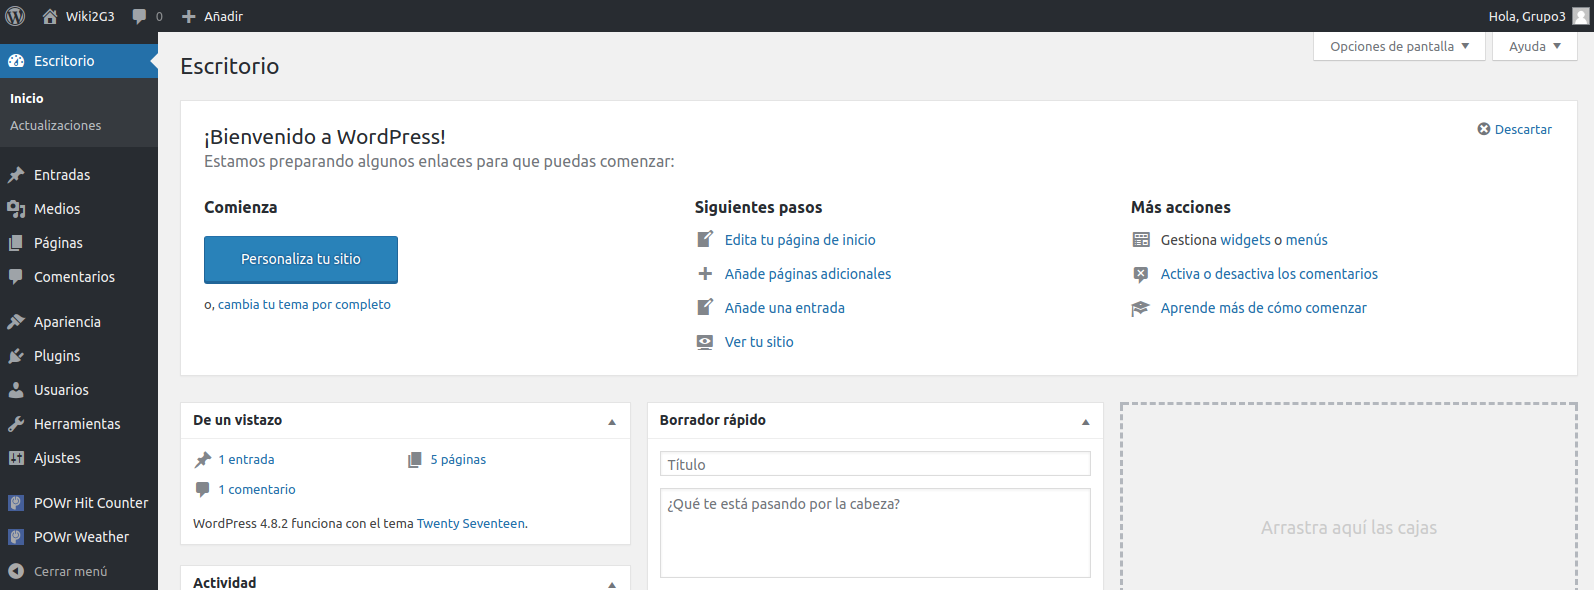 Wiki2G3
0
Añadir
Hola, Grupo3
Escritorio
Inicio
Actualizaciones
Entradas
Medios
Páginas
Comentarios
Apariencia
Plugins
Usuarios
Herramientas
Ajustes
POWr Hit Counter
POWr Weather
Cerrar menú
Opciones de pantalla
Ayuda
Escritorio
¡Bienvenido a WordPress!
Descartar
Estamos preparando algunos enlaces para que puedas comenzar:
Comienza
Personaliza tu sitio
o, cambia tu tema por completo
Siguientes pasos
Edita tu página de inicio
Añade páginas adicionales
Añade una entrada
Ver tu sitio
Más acciones
Gestiona widgets o menús
Activa o desactiva los comentarios
Aprende más de cómo comenzar
De un vistazo
1 entrada
5 páginas
1 comentario
WordPress 4.8.2 funciona con el tema Twenty Seventeen.
Actividad
Borrador rápido
Título
¿Qué te está pasando por la cabeza?
Arrastra aquí las cajas